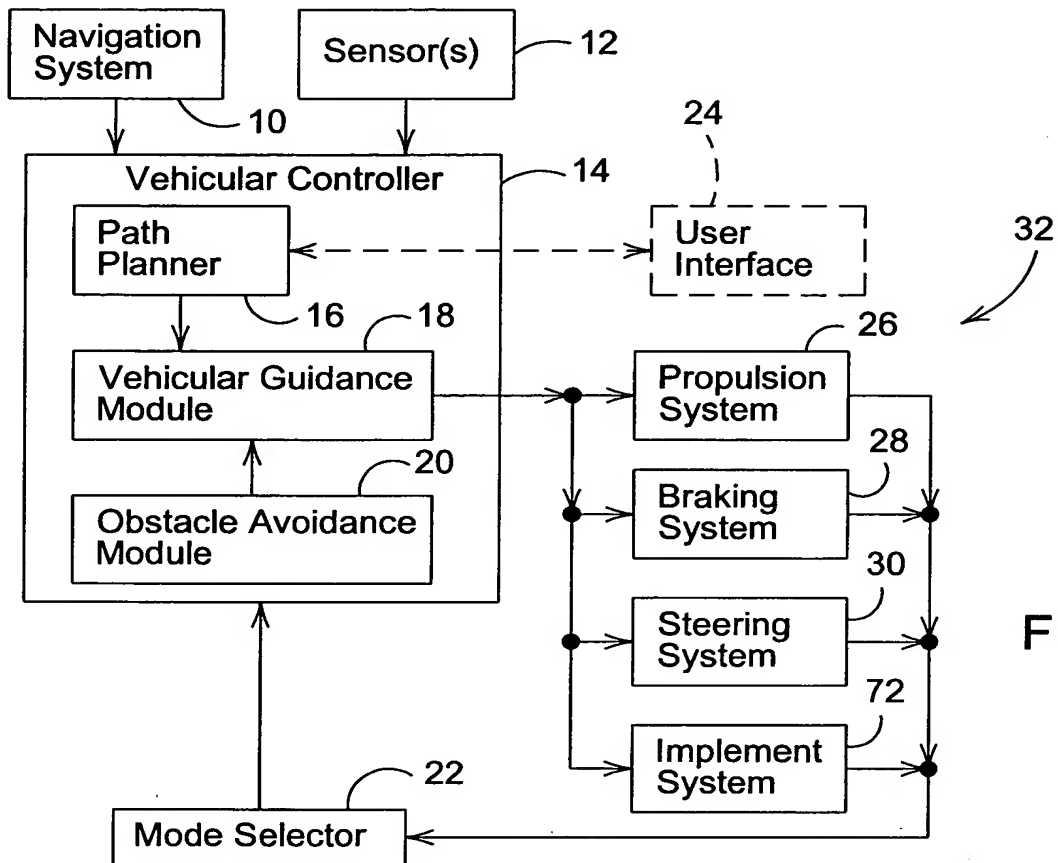 Navigation
System
10
Sensor(s)
12
Vehicular Controller
14
24
User
Interface
32
Path
Planner
16
18
Vehicular Guidance
Module
20
Obstacle Avoidance
Module
26
Propulsion
System
28
Braking
System
30
Steering
System
F
72
Implement
System
22
Mode Selector